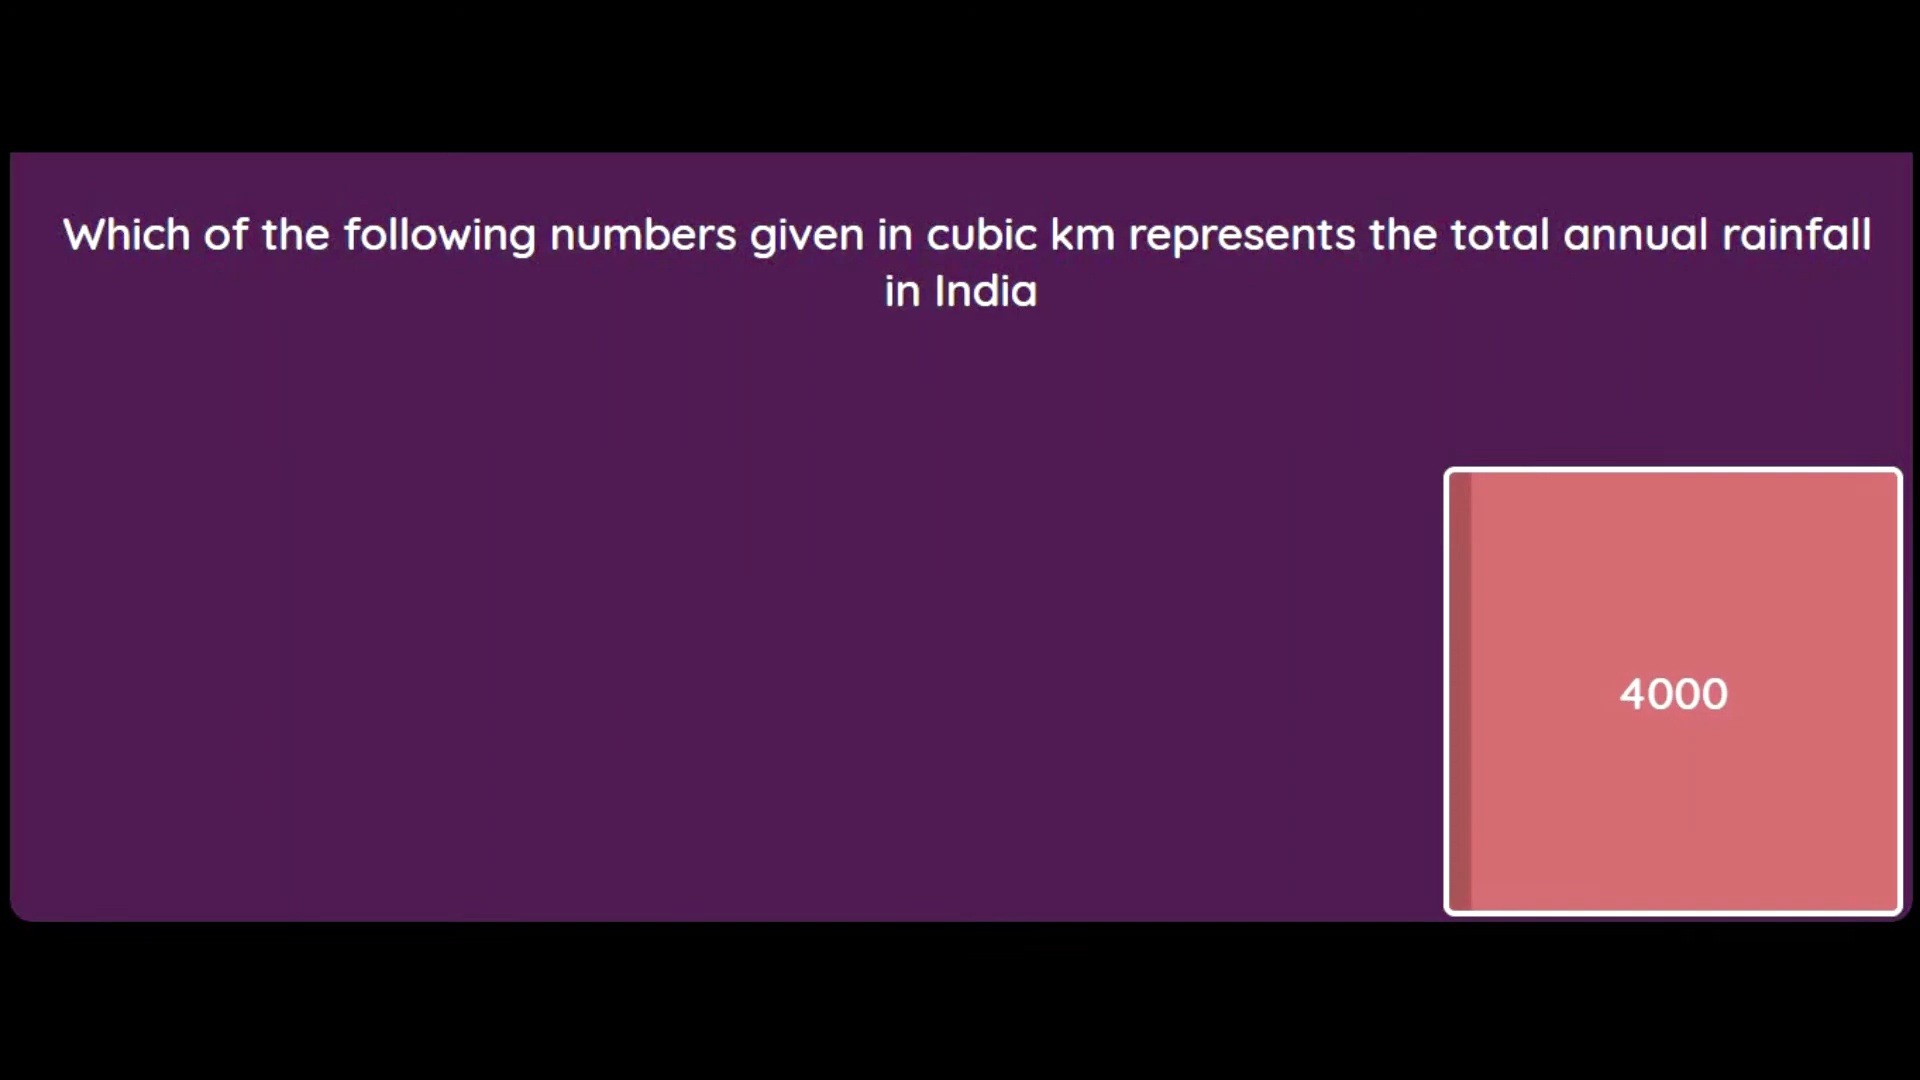 Which of the following numbers given in cubic km represents the total annual rainfall
in India
4000